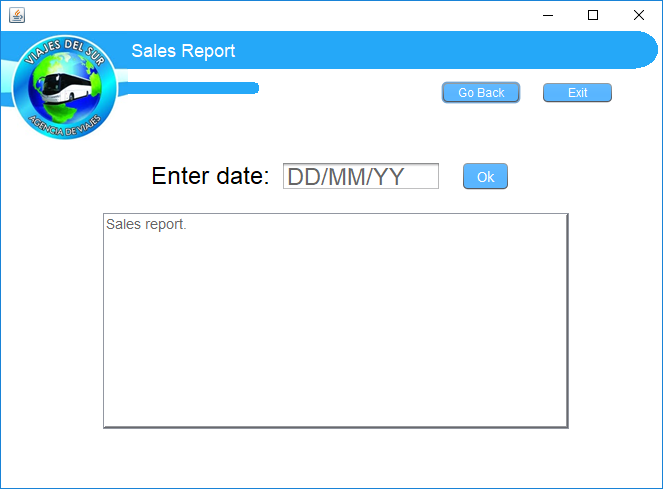 Sales Report
VIAJES DEL SUR
AGENCIA DE VIAJES
Go Back
Exit
Enter date:
DD/MM/YY
Ok
Sales report.